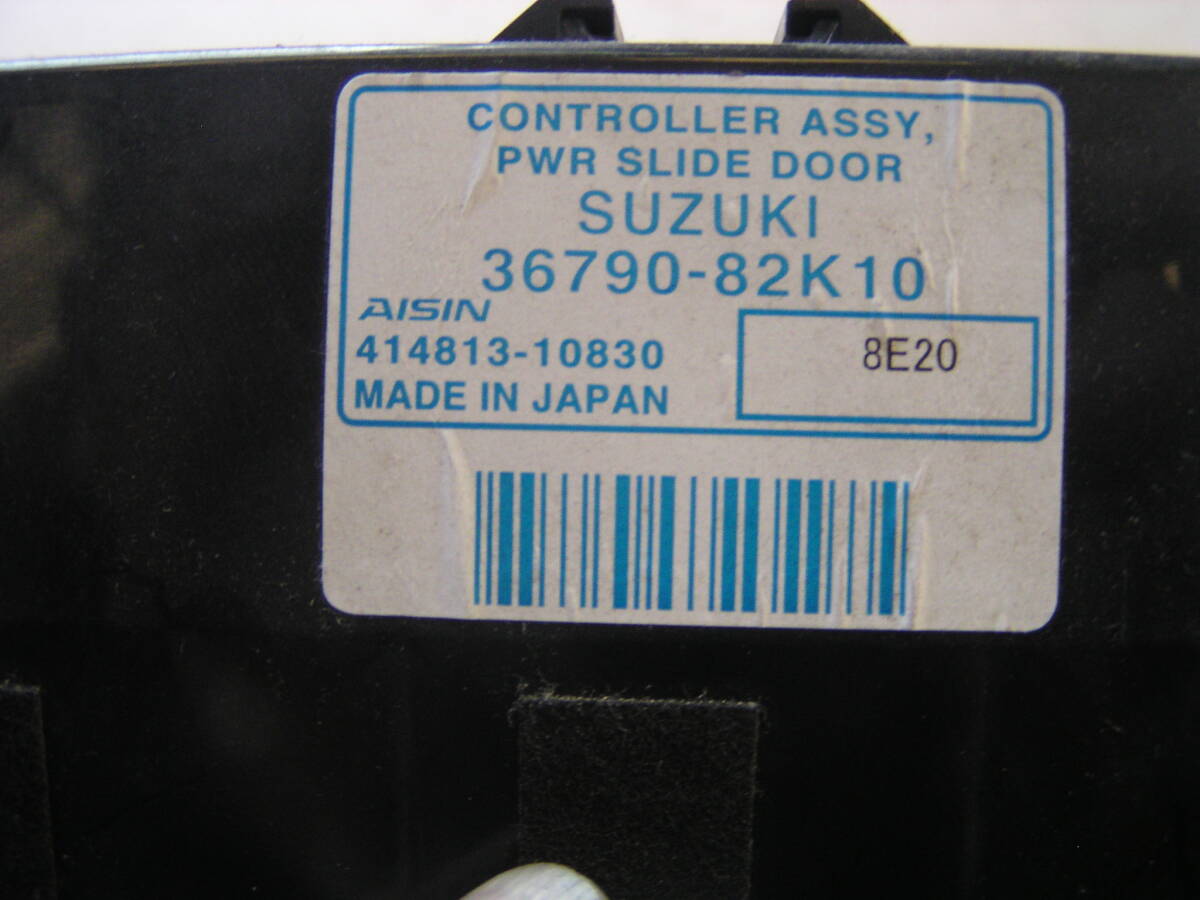 CONTROLLER ASSY,
PWR SLIDE DOOR
SUZUKI
36790-82K10
AISIN
414813-10830
8E20
MADE IN JAPAN